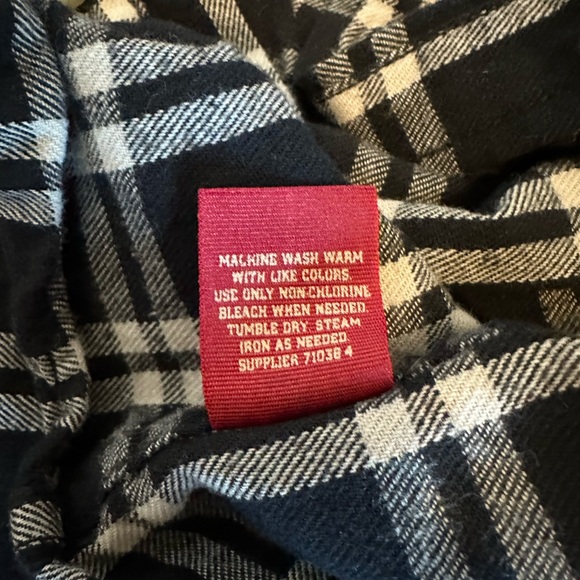 MACHINE WASH WARM
WITH LIKE COLORS.
USE ONLY NON-CHLORINE
BLEACH WHEN NEEDED.
TUMBLE DRY. STEAM
IRON AS NEEDED.
SUPPLIER 71038 4